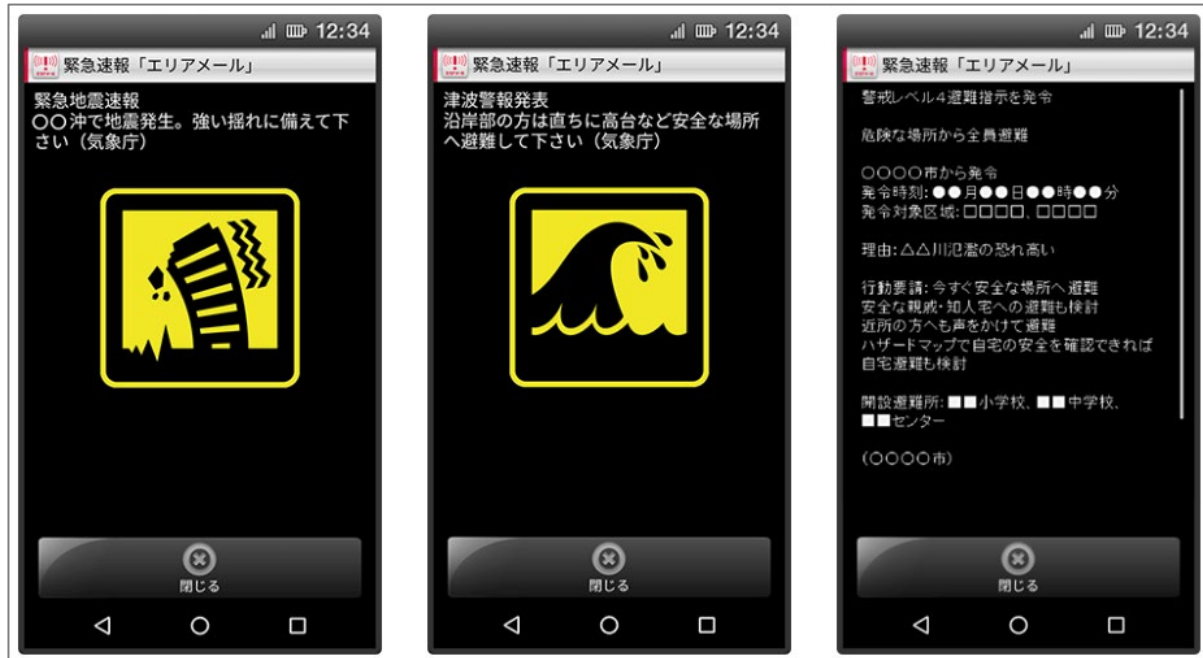 12:34
緊急速報「エリアメール」
緊急地震速報
〇〇沖で地震発生。強い揺れに備えて下
さい（気象庁）
閉じる
12:34
緊急速報「エリアメール」
津波警報発表
沿岸部の方は直ちに高台など安全な場所
へ避難して下さい（気象庁）
閉じる
12:34
緊急速報「エリアメール」
警戒レベル４避難指示を発令
危険な場所から全員避難
〇〇〇〇市から発令
発令時刻：●●月●●日●●時●●分
発令対象区域：□□□□、□□□□
理由：△△川氾濫の恐れ高い
行動要請：今すぐ安全な場所へ避難
安全な親戚・知人宅への避難も検討
近所の方へも声をかけて避難
ハザードマップで自宅の安全を確認できれば
自宅避難も検討
開設避難所：■■小学校、■■中学校、
■■センター
（〇〇〇〇市）
閉じる